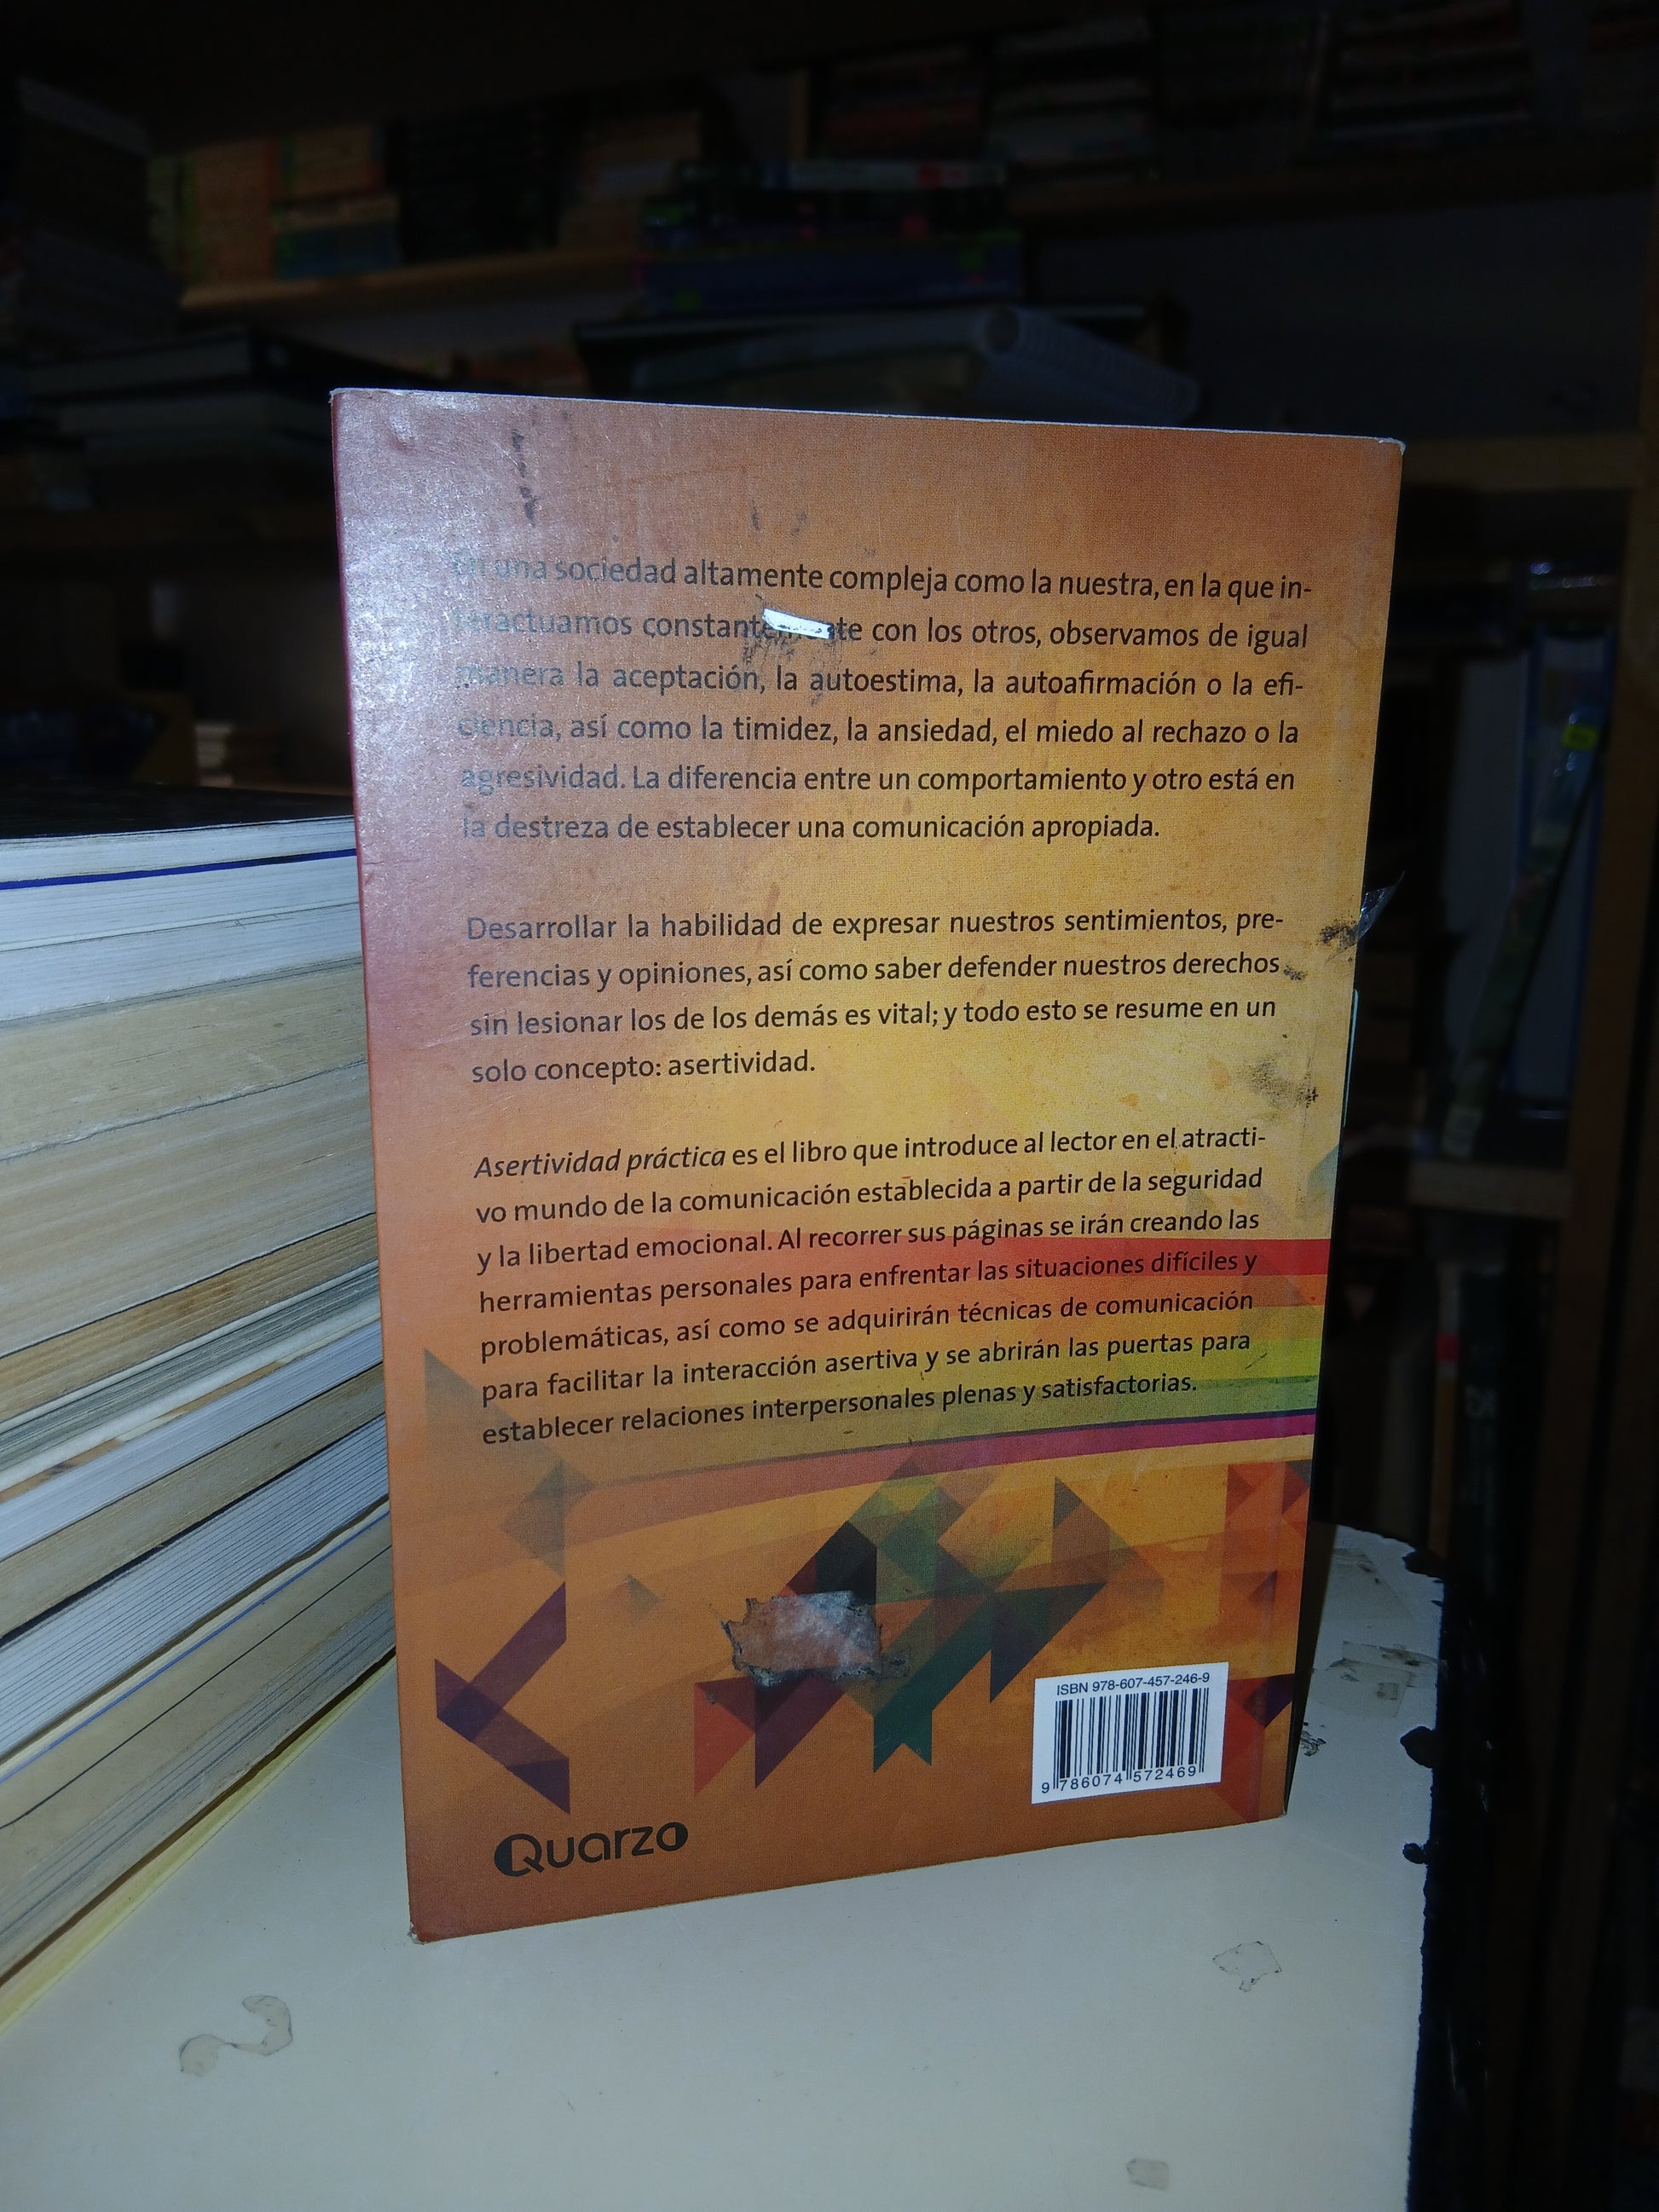 En una sociedad altamente compleja como la nuestra, en la que in-
teractuamos constantemente con los otros, observamos de igual
manera la aceptación, la autoestima, la autoafirmación o la efi-
ciencia, así como la timidez, la ansiedad, el miedo al rechazo o la
agresividad. La diferencia entre un comportamiento y otro está en
la destreza de establecer una comunicación apropiada.
Desarrollar la habilidad de expresar nuestros sentimientos, pre-
ferencias y opiniones, así como saber defender nuestros derechos
sin lesionar los de los demás es vital; y todo esto se resume en un
solo concepto: asertividad.
Asertividad práctica es el libro que introduce al lector en el atracti-
vo mundo de la comunicación establecida a partir de la seguridad
y la libertad emocional. Al recorrer sus páginas se irán creando las
herramientas personales para enfrentar las situaciones difíciles y
problemáticas, así como se adquirirán técnicas de comunicación
para facilitar la interacción asertiva y se abrirán las puertas para
establecer relaciones interpersonales plenas y satisfactorias.
ISBN 978-607-457-246-9
9 786074 572469
Quarzo